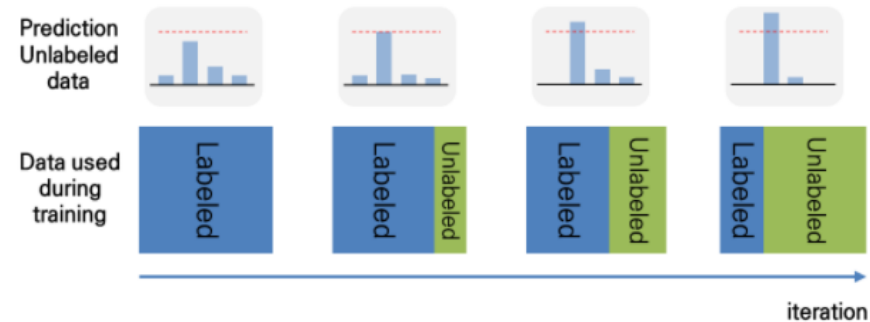 Prediction
Unlabeled
data
Data used
during
training
Labeled
Labeled
Unlabeled
Labeled
Unlabeled
Labeled
Unlabeled
iteration